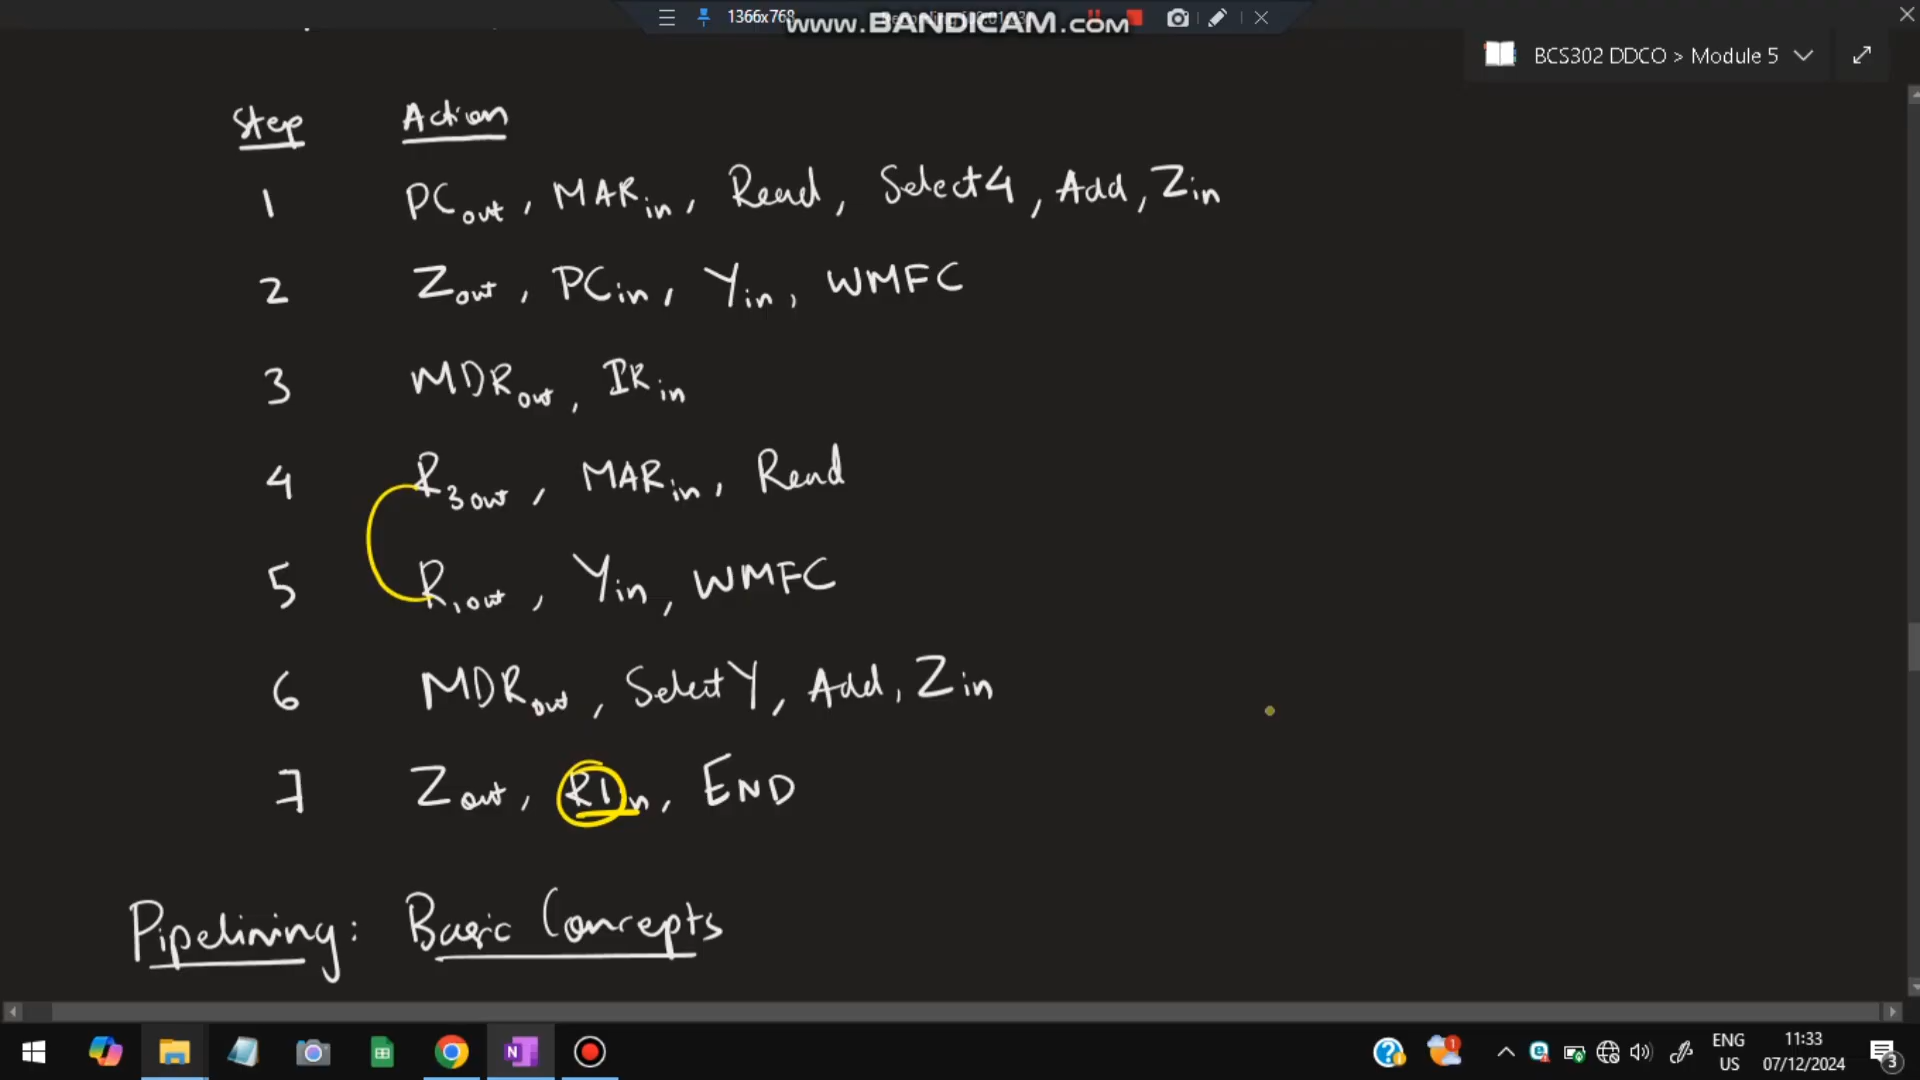 1366x768
www.BANDICAM.com
BCS302 DDCO > Module 5
Step Action
1 PCout, MARin, Read, Select4, Add, Zin
2 Zout, PCin, Yin, WMFC
3 MDRout, IRin
4 R3out, MARin, Read
5 R1out, Yin, WMFC
6 MDRout, SelectY, Add, Zin
7 Zout, R1in, END
Pipelining: Basic Concepts
ENG 11:33
US 07/12/2024
3